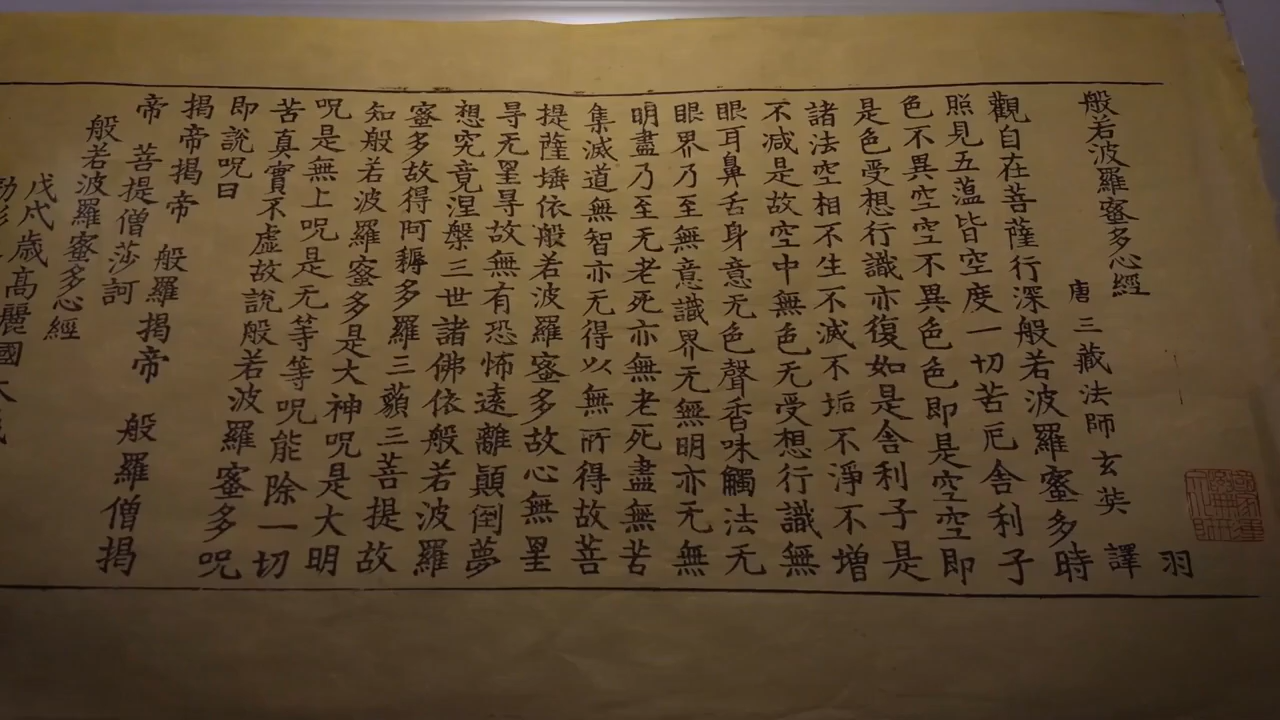 般若波羅蜜多心經 羽
唐三藏法師玄奘譯
觀自在菩薩行深般若波羅蜜多時
照見五蕰皆空度一切苦厄舍利子
色不異空空不異色色即是空空即
是色受想行識亦復如是舍利子是
諸法空相不生不滅不垢不淨不增
不减是故空中無色无受想行識無
眼耳鼻舌身意无色聲香味觸法无
眼界乃至無意識界无無明亦无無
明盡乃至无老死亦無老死盡無苦
集滅道無智亦无得以無所得故菩
提薩埵依般若波羅蜜多故心無罣
㝵无罣㝵故無有恐怖遠離顛倒夢
想究竟涅槃三世諸佛依般若波羅
蜜多故得阿耨多羅三藐三菩提故
知般若波羅蜜多是大神呪是大明
呪是無上呪是无等等呪能除一切
苦真實不虛故說般若波羅蜜多呪
即說呪曰
揭帝揭帝 般羅揭帝 般羅僧揭
帝 菩提僧莎訶
般若波羅蜜多心經
戊戌歲高麗國大